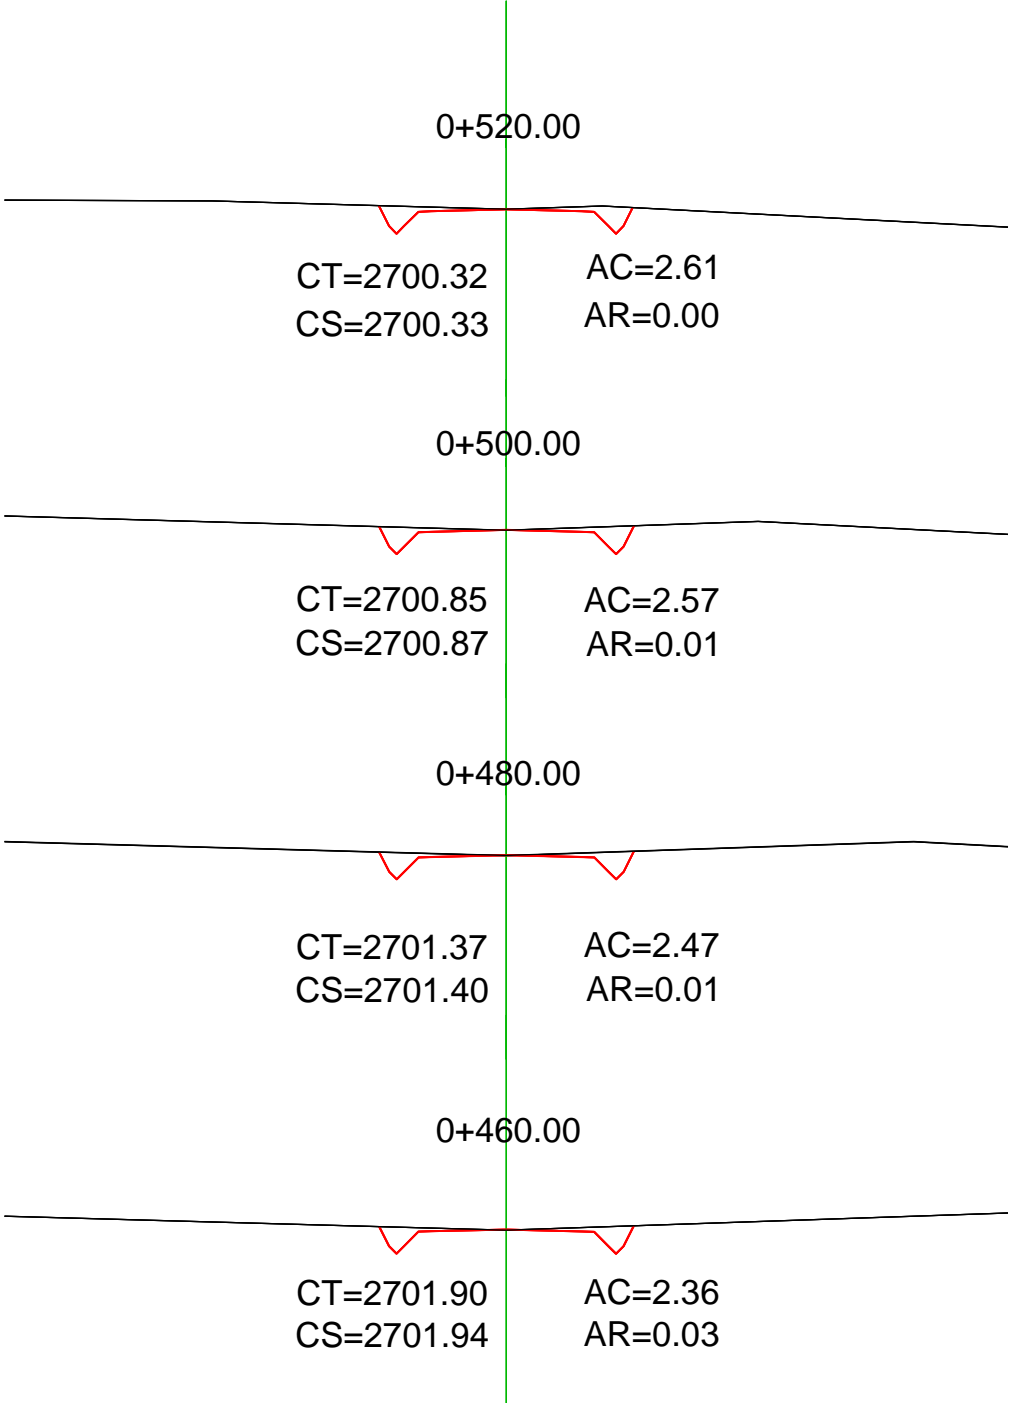 0+520.00
CT=2700.32
AC=2.61
CS=2700.33
AR=0.00
0+500.00
CT=2700.85
AC=2.57
CS=2700.87
AR=0.01
0+480.00
CT=2701.37
AC=2.47
CS=2701.40
AR=0.01
0+460.00
CT=2701.90
AC=2.36
CS=2701.94
AR=0.03